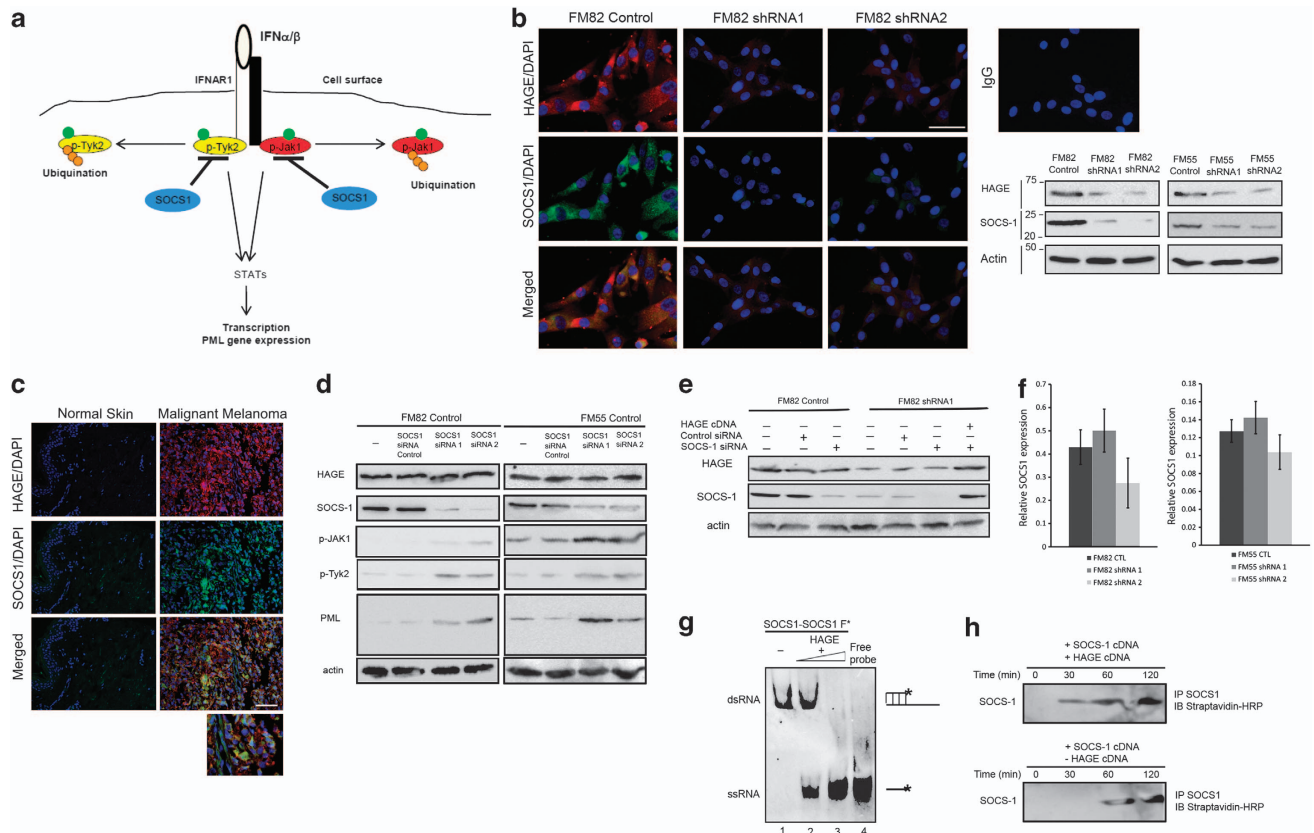 a
IFNα/β
IFNAR1
Cell surface
p-Tyk2
p-Tyk2
p-Jak1
p-Jak1
Ubiquination
Ubiquination
SOCS1
SOCS1
STATs
Transcription
PML gene expression
b
FM82 Control
FM82 shRNA1
FM82 shRNA2
HAGE/DAPI
SOCS1/DAPI
Merged
IgG
FM82 Control
FM82 shRNA1
FM82 shRNA2
FM55 Control
FM55 shRNA1
FM55 shRNA2
HAGE
75
SOCS-1
25
20
Actin
50
c
Normal Skin
Malignant Melanoma
HAGE/DAPI
SOCS1/DAPI
Merged
d
FM82 Control
FM55 Control
–
SOCS1 siRNA Control
SOCS1 siRNA 1
SOCS1 siRNA 2
–
SOCS1 siRNA Control
SOCS1 siRNA 1
SOCS1 siRNA 2
HAGE
SOCS-1
p-JAK1
p-Tyk2
PML
actin
e
FM82 Control
FM82 shRNA1
HAGE cDNA – – – – – – +
Control siRNA – + – – + – –
SOCS-1 siRNA – – + – – + +
HAGE
SOCS-1
actin
f
Relative SOCS1 expression
0.7
0.6
0.5
0.4
0.3
0.2
0.1
0
FM82 CTL
FM82 shRNA 1
FM82 shRNA 2
Relative SOCS1 expression
0.18
0.16
0.14
0.12
0.1
0.08
0.06
0.04
0.02
0
FM55 CTL
FM55 shRNA 1
FM55 shRNA 2
g
SOCS1-SOCS1 F*
HAGE
– +
Free probe
dsRNA
*
ssRNA
*
1 2 3 4
h
+ SOCS-1 cDNA
+ HAGE cDNA
Time (min) 0 30 60 120
SOCS-1
IP SOCS1
IB Straptavidin-HRP
+ SOCS-1 cDNA
- HAGE cDNA
Time (min) 0 30 60 120
SOCS-1
IP SOCS1
IB Straptavidin-HRP